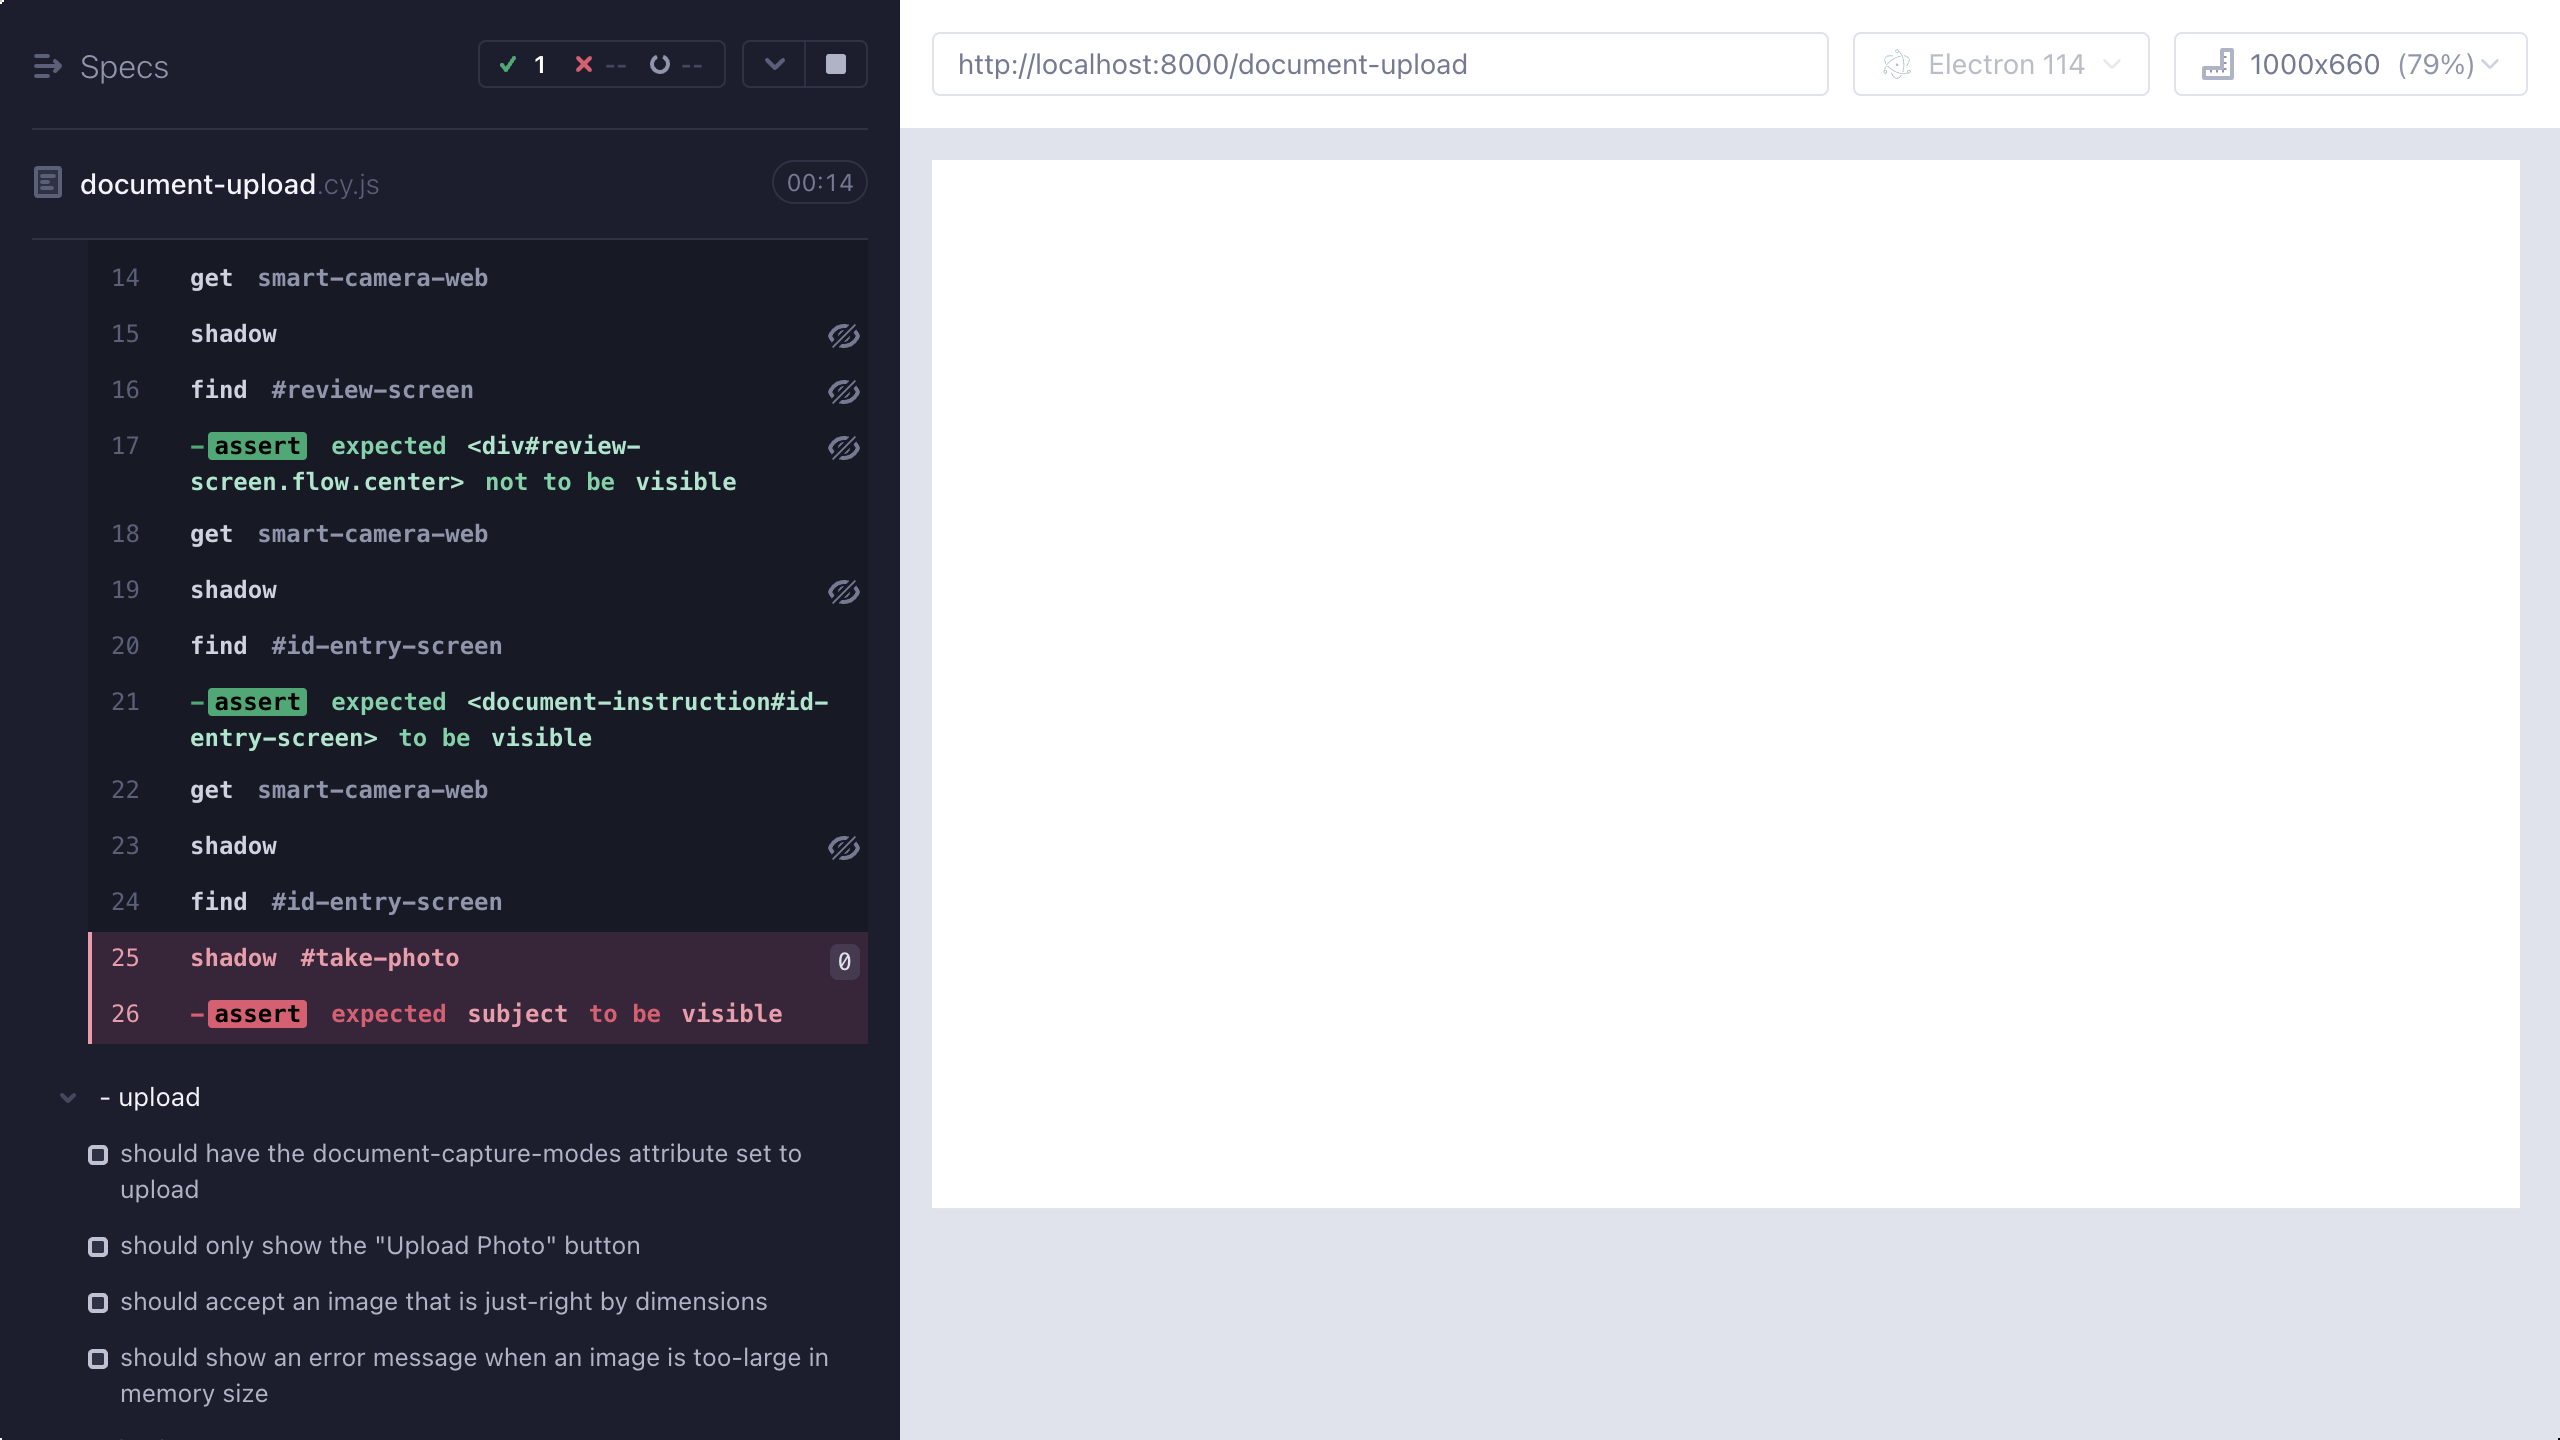 Specs
1 -- --
document-upload.cy.js 00:14
14 get smart-camera-web
15 shadow
16 find #review-screen
17 -assert expected <div#review-
screen.flow.center> not to be visible
18 get smart-camera-web
19 shadow
20 find #id-entry-screen
21 -assert expected <document-instruction#id-
entry-screen> to be visible
22 get smart-camera-web
23 shadow
24 find #id-entry-screen
25 shadow #take-photo 0
26 -assert expected subject to be visible
- upload
should have the document-capture-modes attribute set to
upload
should only show the "Upload Photo" button
should accept an image that is just-right by dimensions
should show an error message when an image is too-large in
memory size
http://localhost:8000/document-upload
Electron 114
1000x660 (79%)